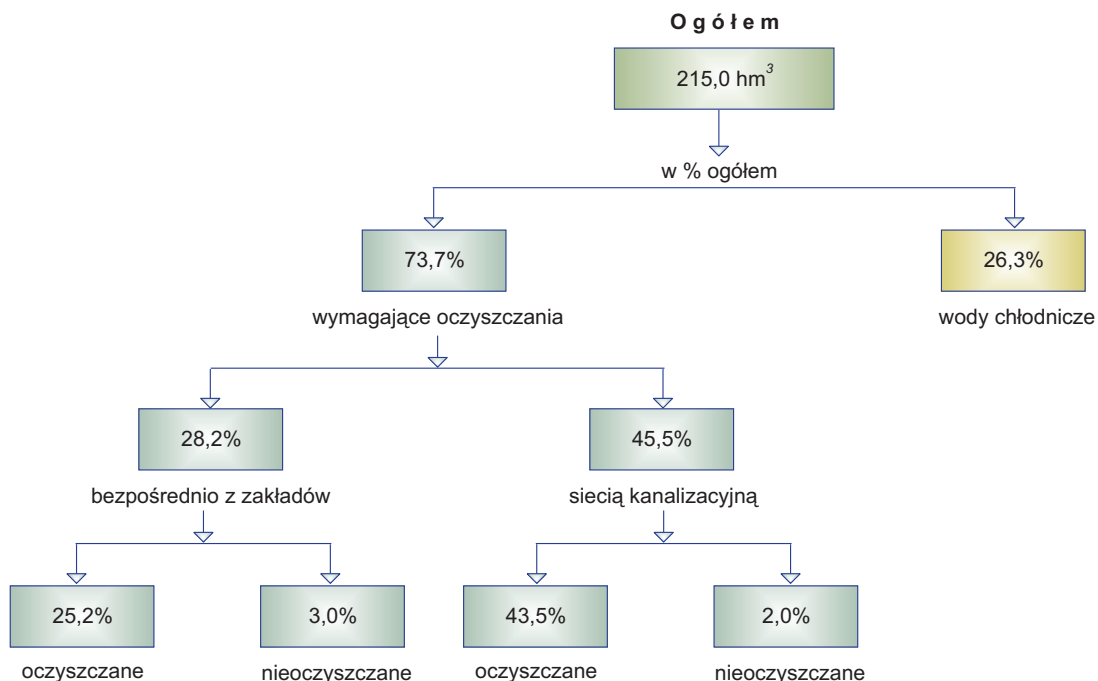 O g ó ł e m
215,0 hm³
w % ogółem
73,7%
26,3%
wymagające oczyszczania
wody chłodnicze
28,2%
45,5%
bezpośrednio z zakładów
siecią kanalizacyjną
25,2%
3,0%
43,5%
2,0%
oczyszczane
nieoczyszczane
oczyszczane
nieoczyszczane